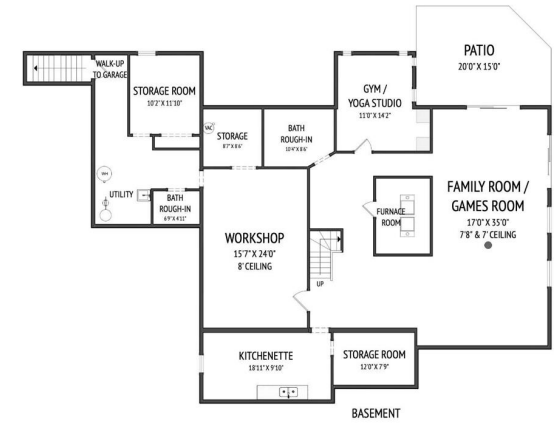 PATIO
20'0" X 15'0"
WALK-UP
TO GARAGE
STORAGE ROOM
10'2" X 11'10"
GYM /
YOGA STUDIO
11'0" X 14'2"
VAC
STORAGE
8'7" X 8'6"
BATH
ROUGH-IN
10'4" X 8'6"
WH
UTILITY
BATH
ROUGH-IN
6'9" X 4'11"
FURNACE
ROOM
FAMILY ROOM /
GAMES ROOM
17'0" X 35'0"
7'8" & 7' CEILING
WORKSHOP
15'7" X 24'0"
8' CEILING
UP
KITCHENETTE
18'11" X 9'10"
STORAGE ROOM
12'0" X 7'9"
BASEMENT